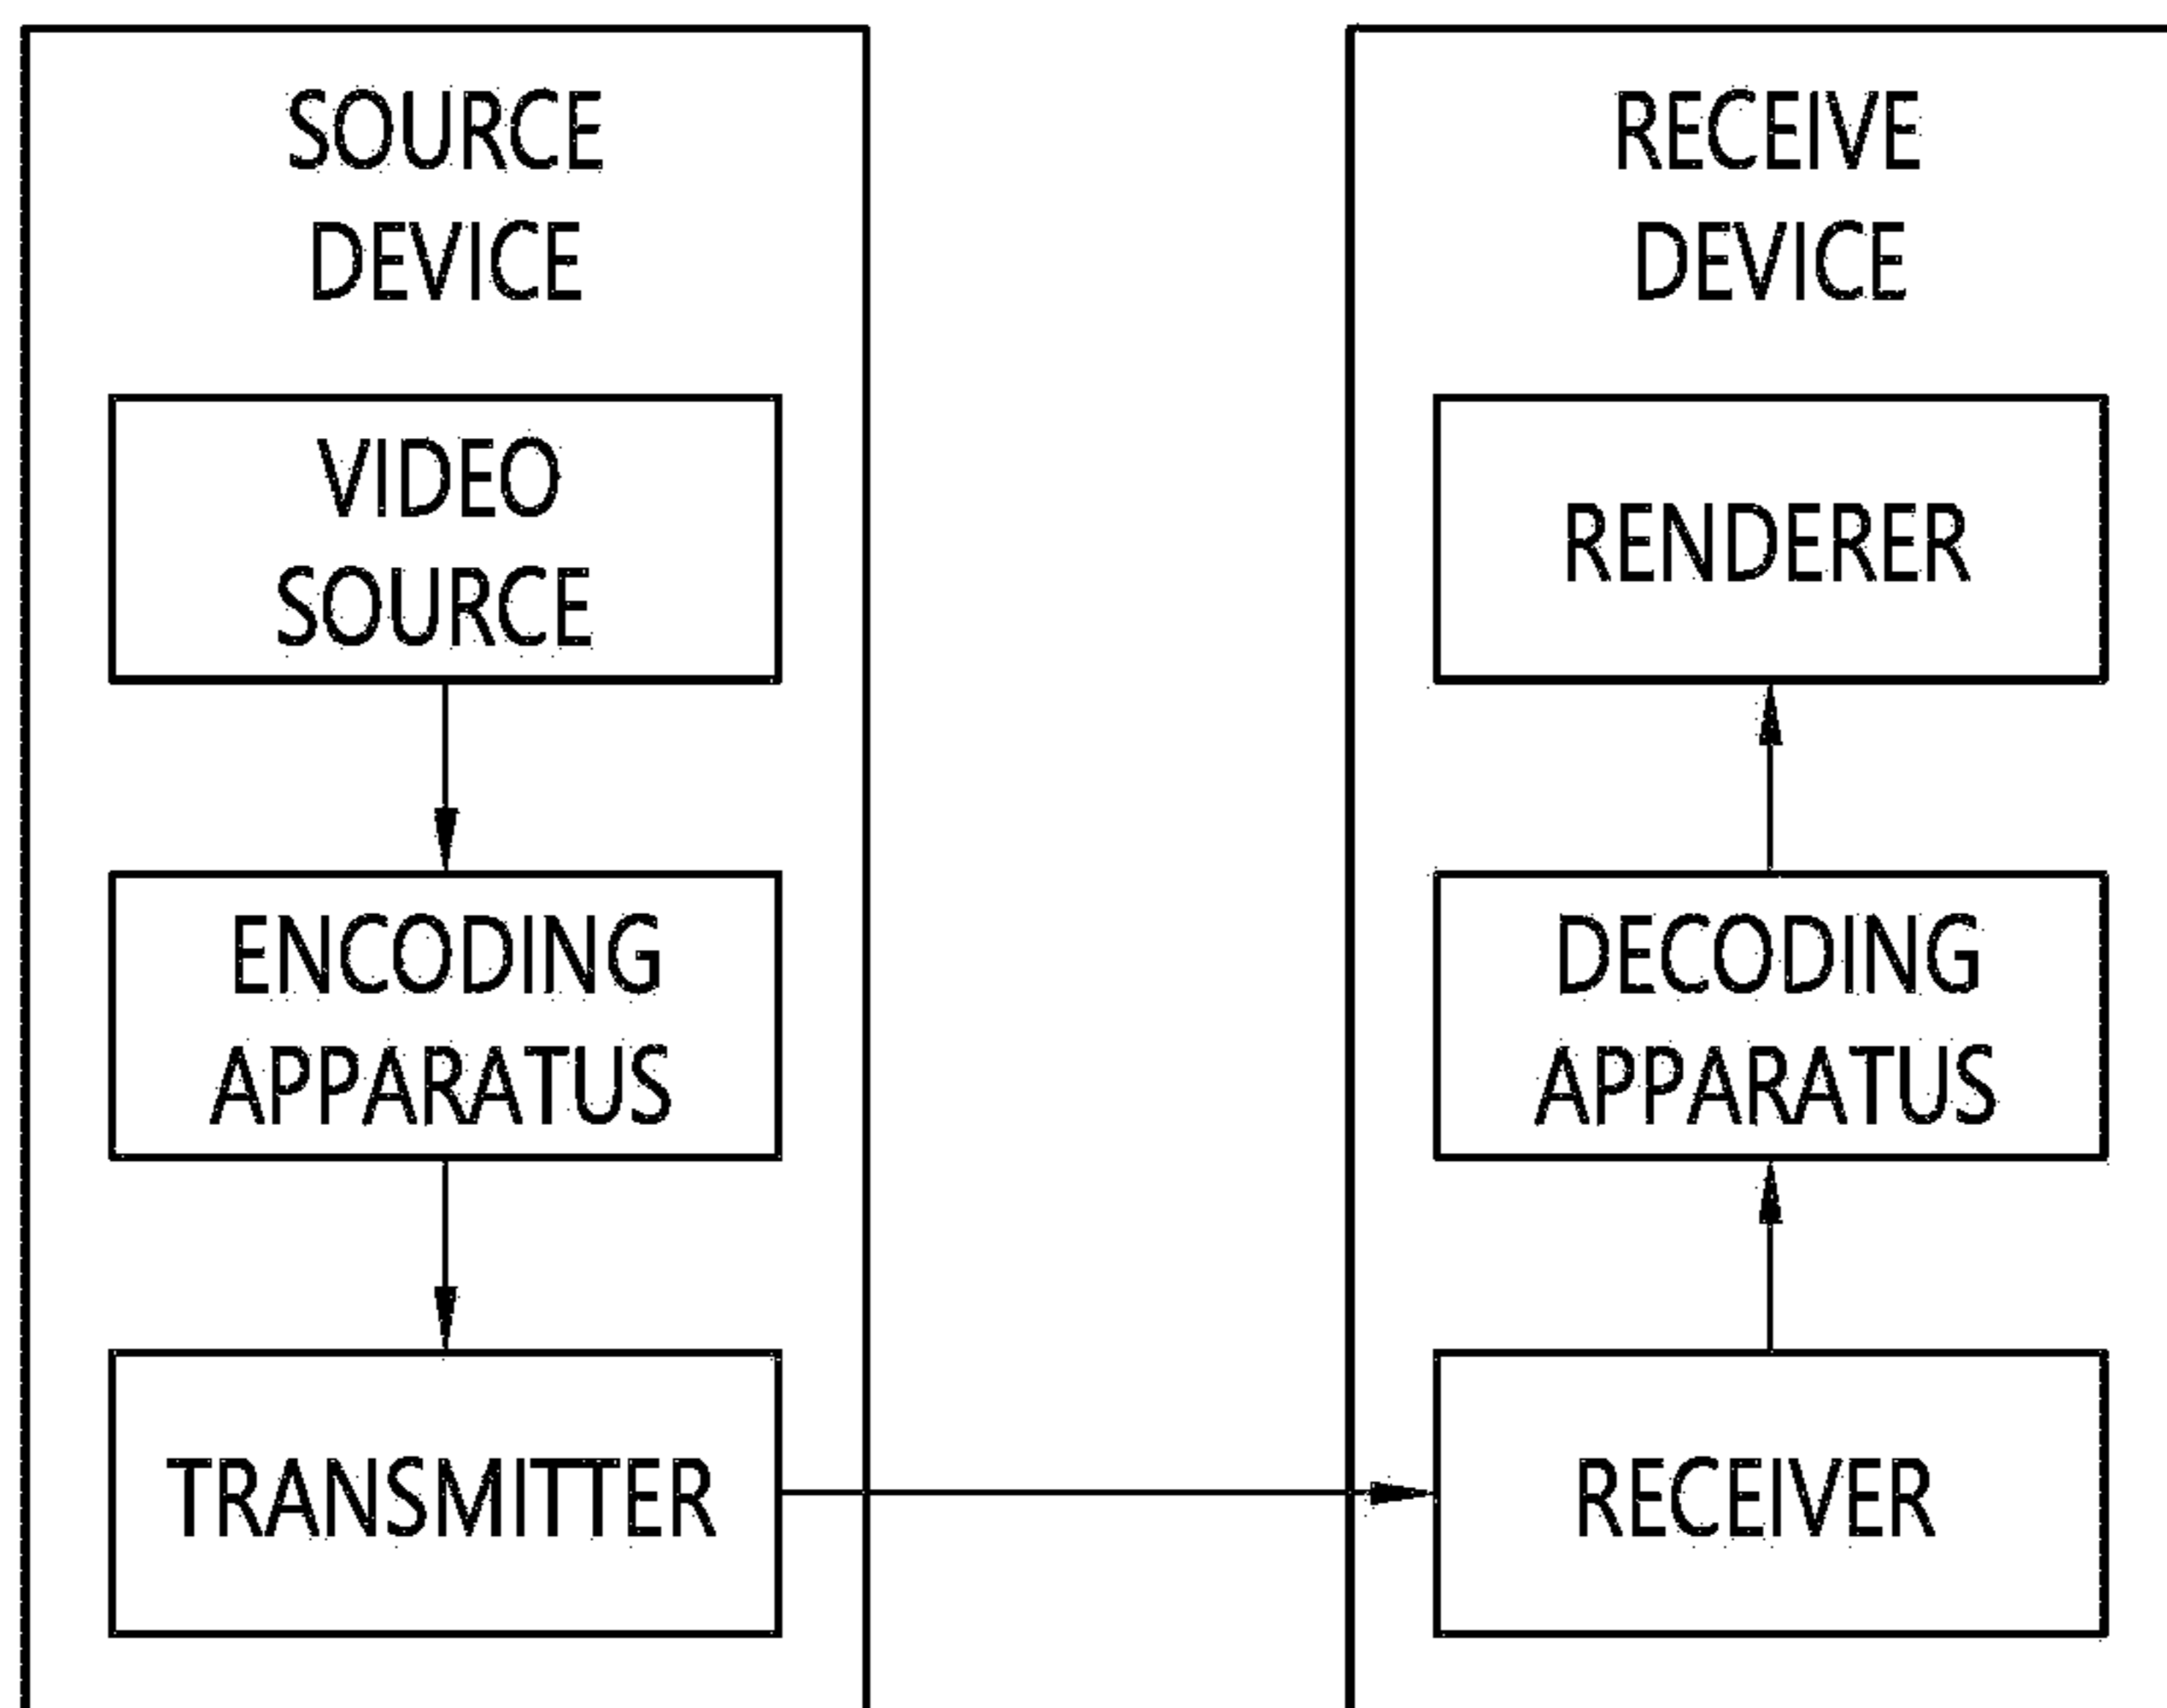 SOURCE
DEVICE
VIDEO
SOURCE
ENCODING
APPARATUS
TRANSMITTER
RECEIVE
DEVICE
RENDERER
DECODING
APPARATUS
RECEIVER